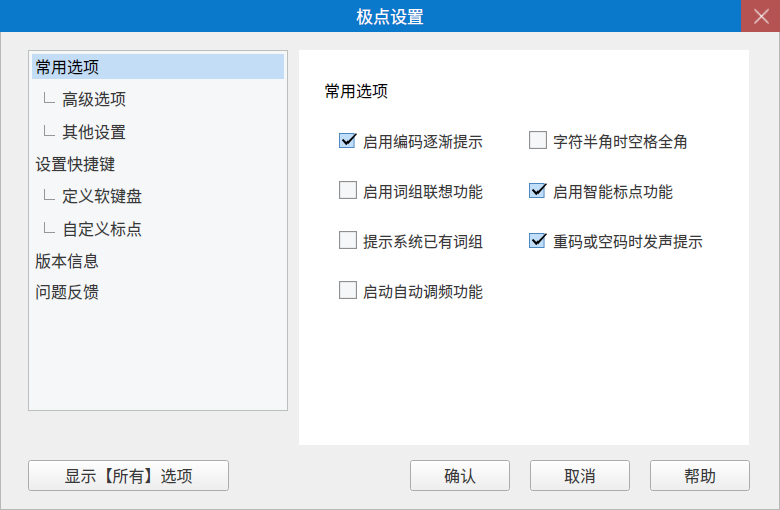 极点设置
常用选项
高级选项
其他设置
设置快捷键
定义软键盘
自定义标点
版本信息
问题反馈
常用选项
启用编码逐渐提示
字符半角时空格全角
启用词组联想功能
启用智能标点功能
提示系统已有词组
重码或空码时发声提示
启动自动调频功能
显示【所有】选项
确认
取消
帮助